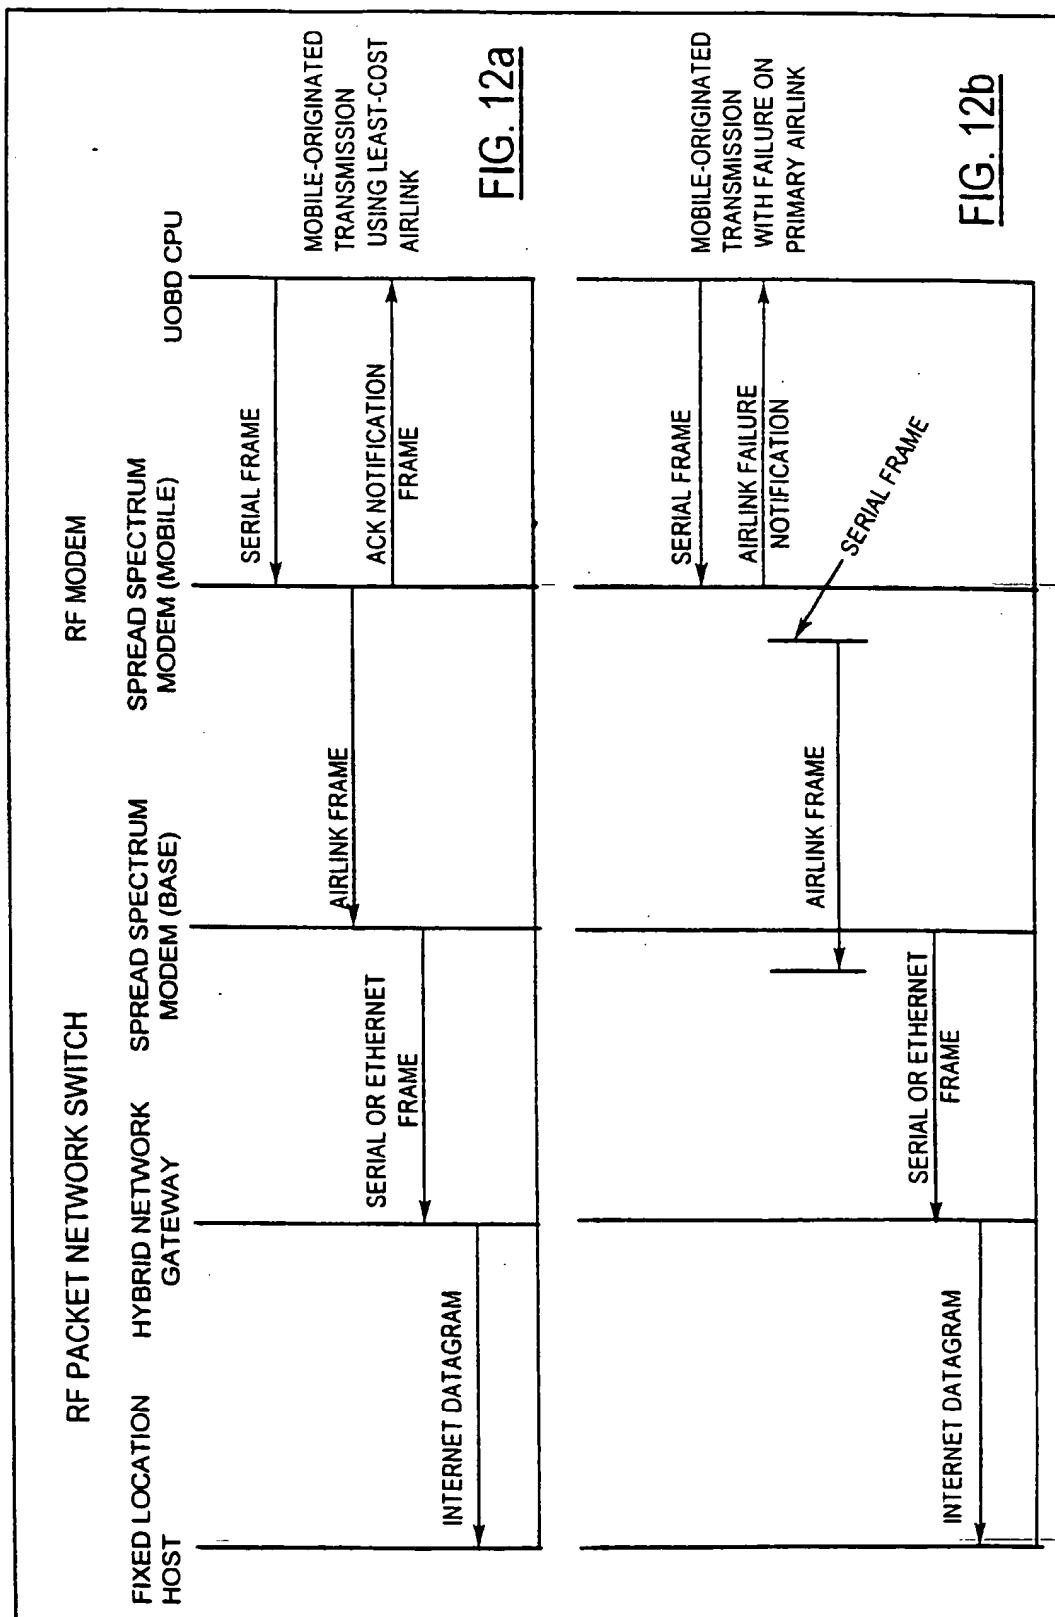 RF PACKET NETWORK SWITCH
RF MODEM
FIXED LOCATION
HOST
HYBRID NETWORK
GATEWAY
SPREAD SPECTRUM
MODEM (BASE)
SPREAD SPECTRUM
MODEM (MOBILE)
UOBD CPU
SERIAL FRAME
AIRLINK FRAME
ACK NOTIFICATION
FRAME
SERIAL OR ETHERNET
FRAME
INTERNET DATAGRAM
MOBILE-ORIGINATED
TRANSMISSION
USING LEAST-COST
AIRLINK
FIG. 12a
SERIAL FRAME
AIRLINK FAILURE
NOTIFICATION
SERIAL FRAME
AIRLINK FRAME
SERIAL OR ETHERNET
FRAME
INTERNET DATAGRAM
MOBILE-ORIGINATED
TRANSMISSION
WITH FAILURE ON
PRIMARY AIRLINK
FIG. 12b